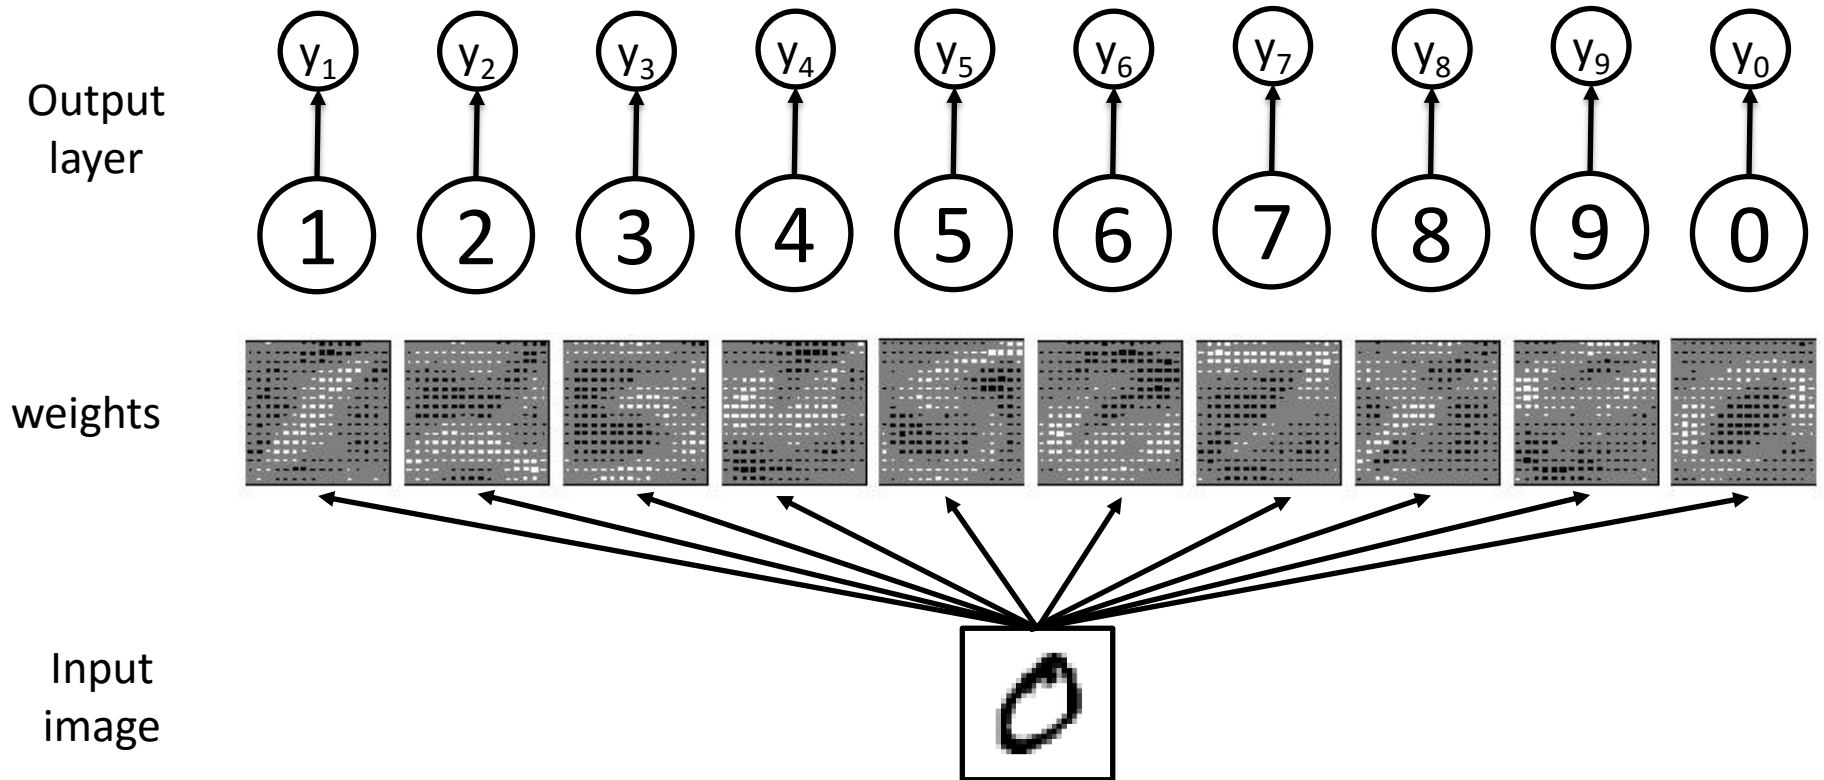 y₁ y₂ y₃ y₄ y₅ y₆ y₇ y₈ y₉ y₀
Output
layer
1 2 3 4 5 6 7 8 9 0
weights
Input
image
0